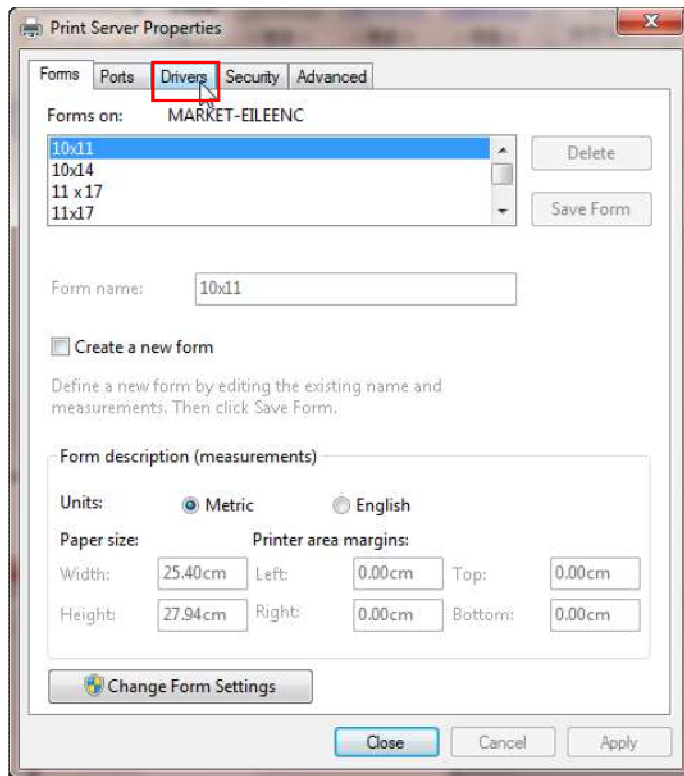 Print Server Properties
Forms Ports Drivers Security Advanced
Forms on: MARKET-EILEENC
10x11
10x14
11 x 17
11x17
Delete
Save Form
Form name: 10x11
Create a new form
Define a new form by editing the existing name and
measurements. Then click Save Form.
Form description (measurements)
Units: Metric English
Paper size: Printer area margins:
Width: 25.40cm Left: 0.00cm Top: 0.00cm
Height: 27.94cm Right: 0.00cm Bottom: 0.00cm
Change Form Settings
Close Cancel Apply